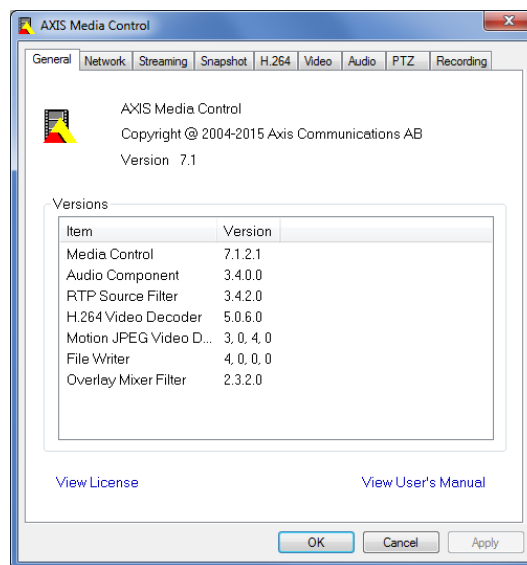 AXIS Media Control
General Network Streaming Snapshot H.264 Video Audio PTZ Recording
AXIS Media Control
Copyright @ 2004-2015 Axis Communications AB
Version 7.1
Versions
Item Version
Media Control 7.1.2.1
Audio Component 3.4.0.0
RTP Source Filter 3.4.2.0
H.264 Video Decoder 5.0.6.0
Motion JPEG Video D... 3, 0, 4, 0
File Writer 4, 0, 0, 0
Overlay Mixer Filter 2.3.2.0
View License View User's Manual
OK Cancel Apply